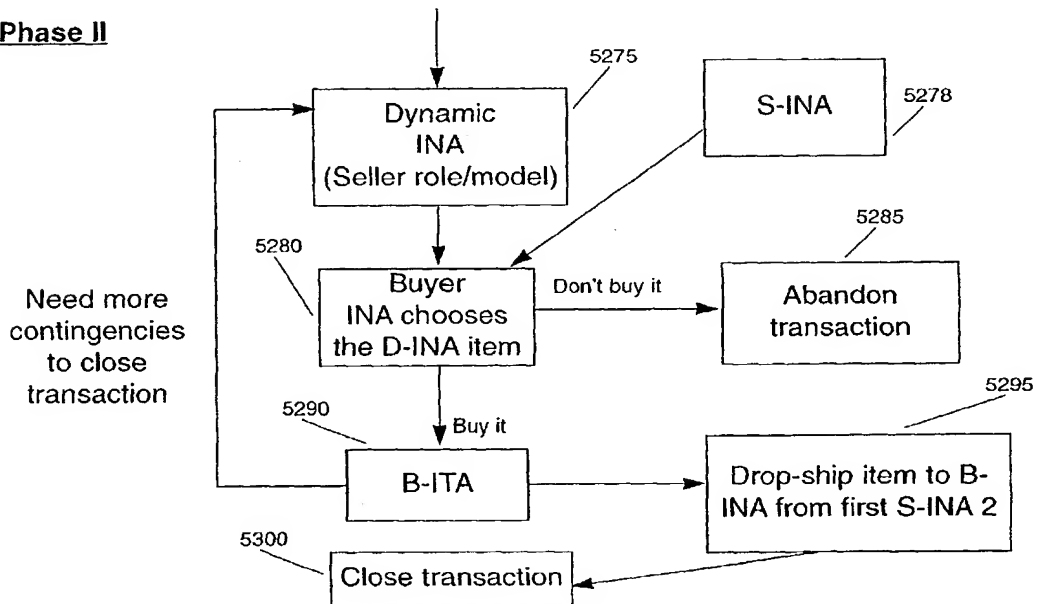 Phase II
5275
Dynamic
INA
(Seller role/model)
S-INA
5278
5280
Buyer
INA chooses
the D-INA item
Don't buy it
5285
Abandon
transaction
Need more
contingencies
to close
transaction
5290
Buy it
B-ITA
5295
Drop-ship item to B-
INA from first S-INA 2
5300
Close transaction